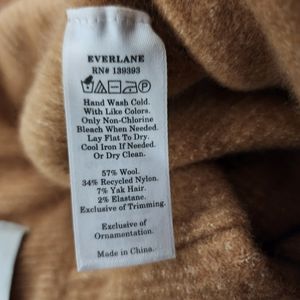 EVERLANE
RN# 139393
P
Hand Wash Cold.
With Like Colors.
Only Non-Chlorine
Bleach When Needed.
Lay Flat To Dry.
Cool Iron If Needed.
Or Dry Clean.
57% Wool.
34% Recycled Nylon.
7% Yak Hair.
2% Elastane.
Exclusive of Trimming.
Exclusive of
Ornamentation.
Made in China.